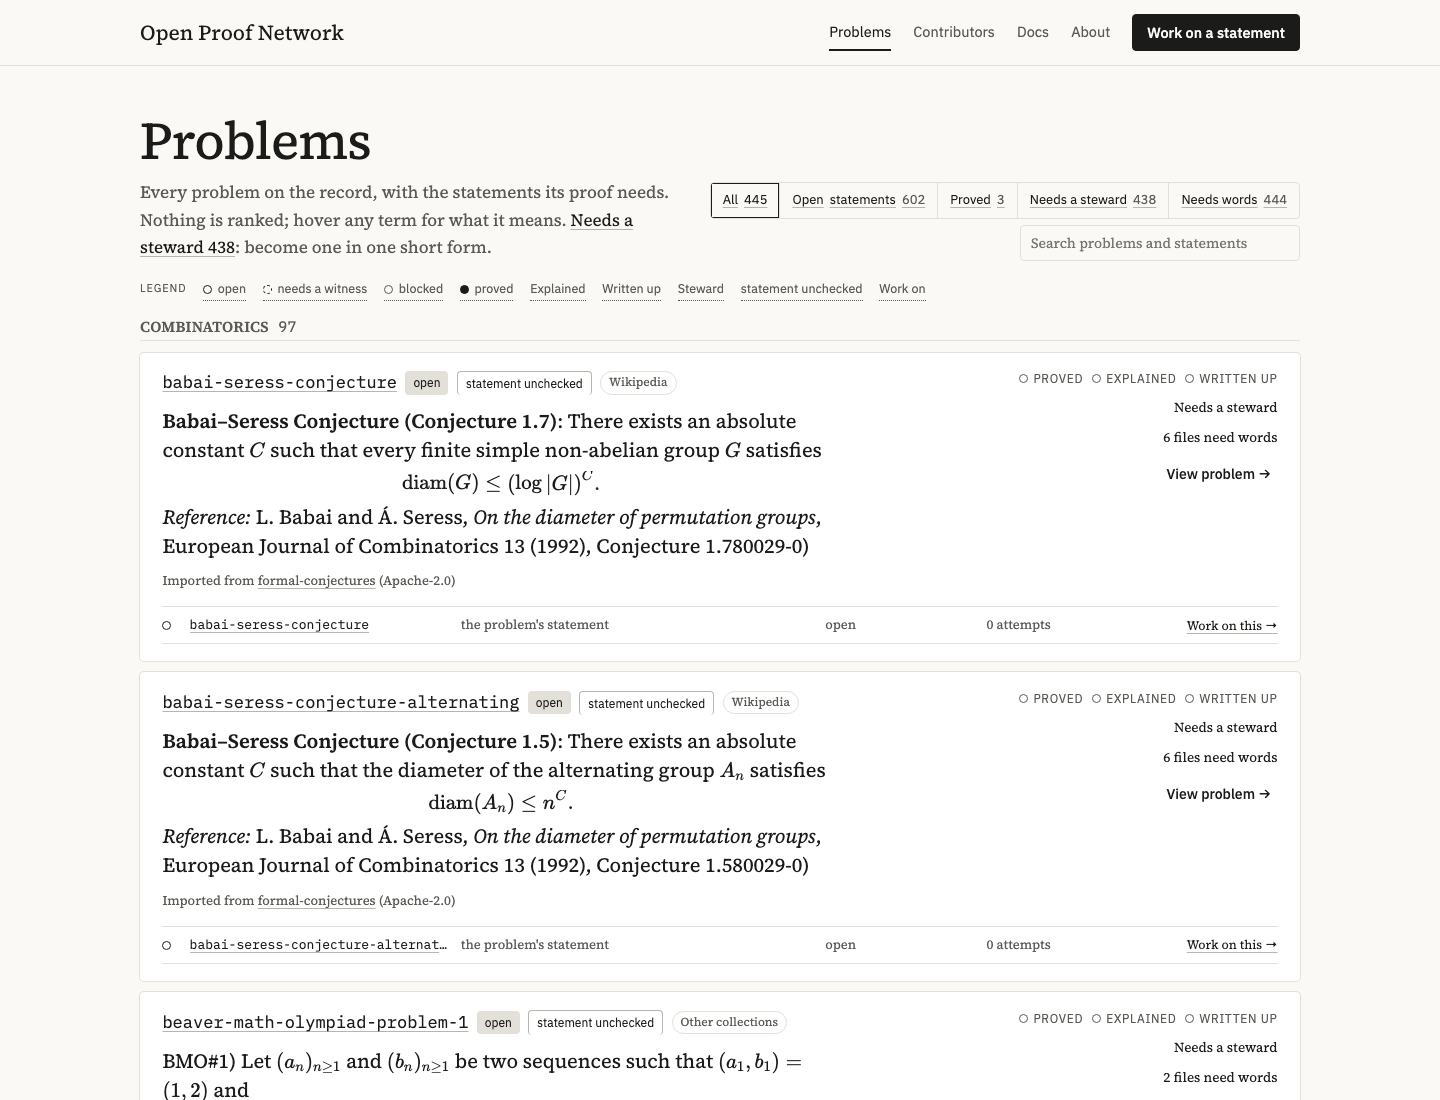 Open Proof Network
Problems Contributors Docs About Work on a statement
Problems
Every problem on the record, with the statements its proof needs.
Nothing is ranked; hover any term for what it means. Needs a
steward 438: become one in one short form.
All 445 Open statements 602 Proved 3 Needs a steward 438 Needs words 444
Search problems and statements
LEGEND open needs a witness blocked proved Explained Written up Steward statement unchecked Work on
COMBINATORICS 97
babai-seress-conjecture open statement unchecked Wikipedia
PROVED EXPLAINED WRITTEN UP
Needs a steward
6 files need words
View problem →
Babai–Seress Conjecture (Conjecture 1.7): There exists an absolute
constant C such that every finite simple non-abelian group G satisfies
diam(G) ≤ (log |G|)^C.
Reference: L. Babai and Á. Seress, On the diameter of permutation groups,
European Journal of Combinatorics 13 (1992), Conjecture 1.780029-0)
Imported from formal-conjectures (Apache-2.0)
babai-seress-conjecture the problem's statement open 0 attempts Work on this →
babai-seress-conjecture-alternating open statement unchecked Wikipedia
PROVED EXPLAINED WRITTEN UP
Needs a steward
6 files need words
View problem →
Babai–Seress Conjecture (Conjecture 1.5): There exists an absolute
constant C such that the diameter of the alternating group A_n satisfies
diam(A_n) ≤ n^C.
Reference: L. Babai and Á. Seress, On the diameter of permutation groups,
European Journal of Combinatorics 13 (1992), Conjecture 1.580029-0)
Imported from formal-conjectures (Apache-2.0)
babai-seress-conjecture-alternat… the problem's statement open 0 attempts Work on this →
beaver-math-olympiad-problem-1 open statement unchecked Other collections
PROVED EXPLAINED WRITTEN UP
Needs a steward
2 files need words
BMO#1) Let (a_n)_{n≥1} and (b_n)_{n≥1} be two sequences such that (a_1, b_1) =
(1, 2) and